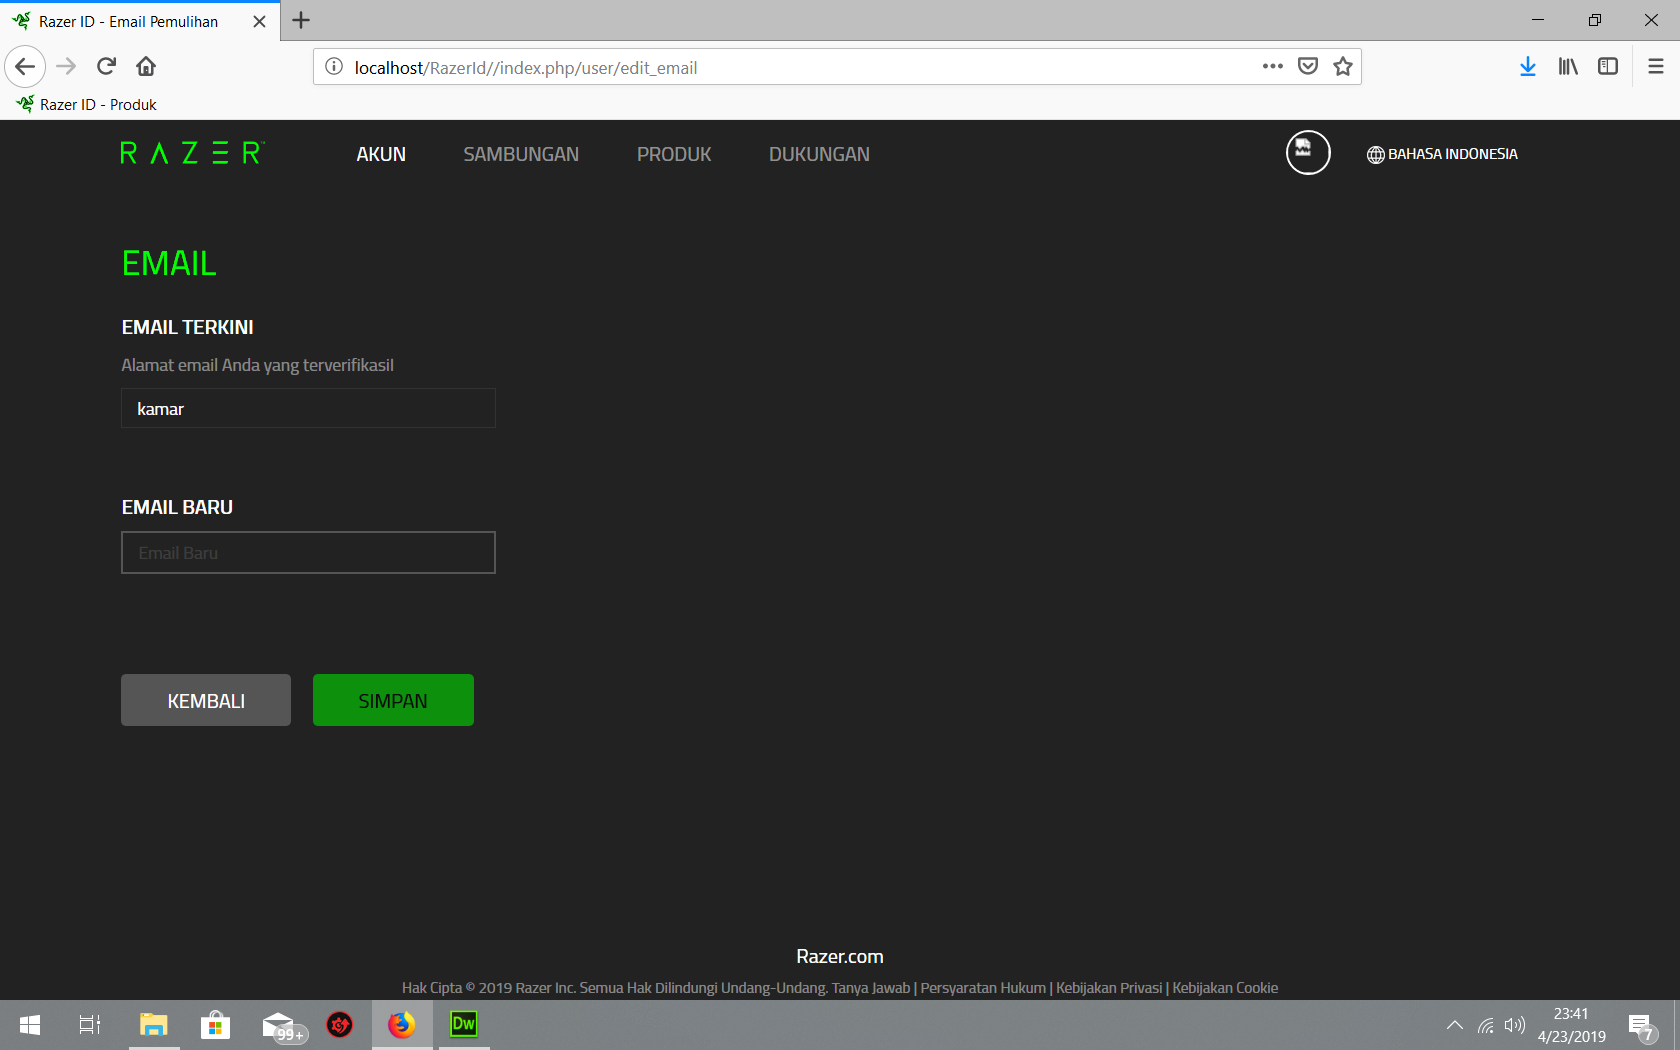 Razer ID - Email Pemulihan
localhost/RazerId//index.php/user/edit_email
Razer ID - Produk
RAZER
AKUN
SAMBUNGAN
PRODUK
DUKUNGAN
BAHASA INDONESIA
EMAIL
EMAIL TERKINI
Alamat email Anda yang terverifikasiI
kamar
EMAIL BARU
Email Baru
KEMBALI
SIMPAN
Razer.com
Hak Cipta © 2019 Razer Inc. Semua Hak Dilindungi Undang-Undang. Tanya Jawab | Persyaratan Hukum | Kebijakan Privasi | Kebijakan Cookie
99+
Dw
23:41
4/23/2019
7